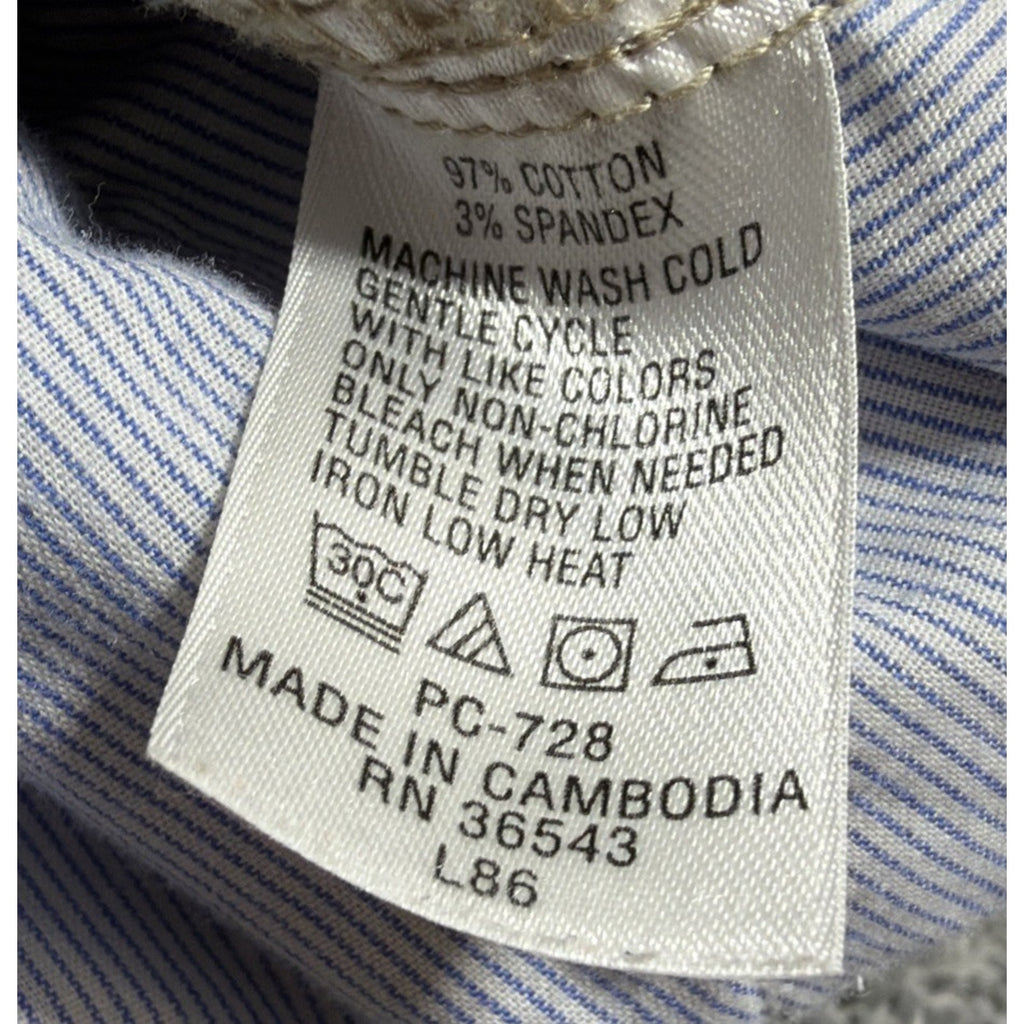 97% COTTON
3% SPANDEX
MACHINE WASH COLD
GENTLE CYCLE
WITH LIKE COLORS
ONLY NON-CHLORINE
BLEACH WHEN NEEDED
TUMBLE DRY LOW
IRON LOW HEAT
30C
PC-728
MADE IN CAMBODIA
RN 36543
L86